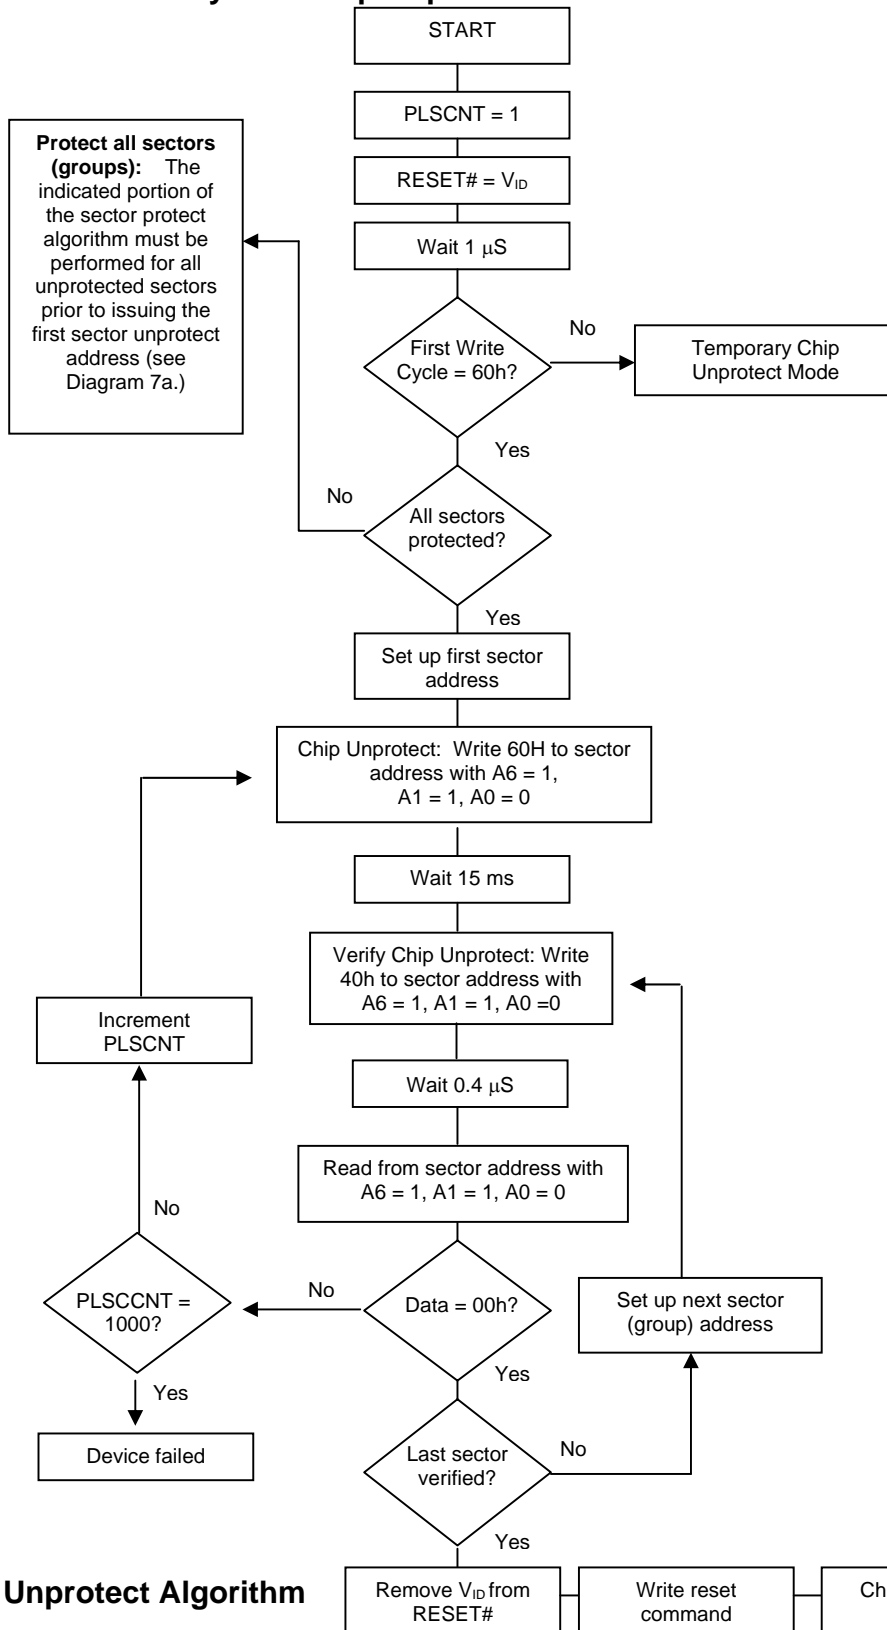 START
PLSCNT = 1
Protect all sectors
(groups): The
indicated portion of
the sector protect
algorithm must be
performed for all
unprotected sectors
prior to issuing the
first sector unprotect
address (see
Diagram 7a.)
RESET# = VID
Wait 1 μS
First Write
Cycle = 60h?
No
Temporary Chip
Unprotect Mode
Yes
No
All sectors
protected?
Yes
Set up first sector
address
Chip Unprotect: Write 60H to sector
address with A6 = 1,
A1 = 1, A0 = 0
Wait 15 ms
Verify Chip Unprotect: Write
40h to sector address with
A6 = 1, A1 = 1, A0 =0
Increment
PLSCNT
Wait 0.4 μS
Read from sector address with
A6 = 1, A1 = 1, A0 = 0
No
PLSCCNT =
1000?
No
Data = 00h?
Set up next sector
(group) address
Yes
Yes
Device failed
Last sector
verified?
No
Yes
Unprotect Algorithm
Remove VID from
RESET#
Write reset
command